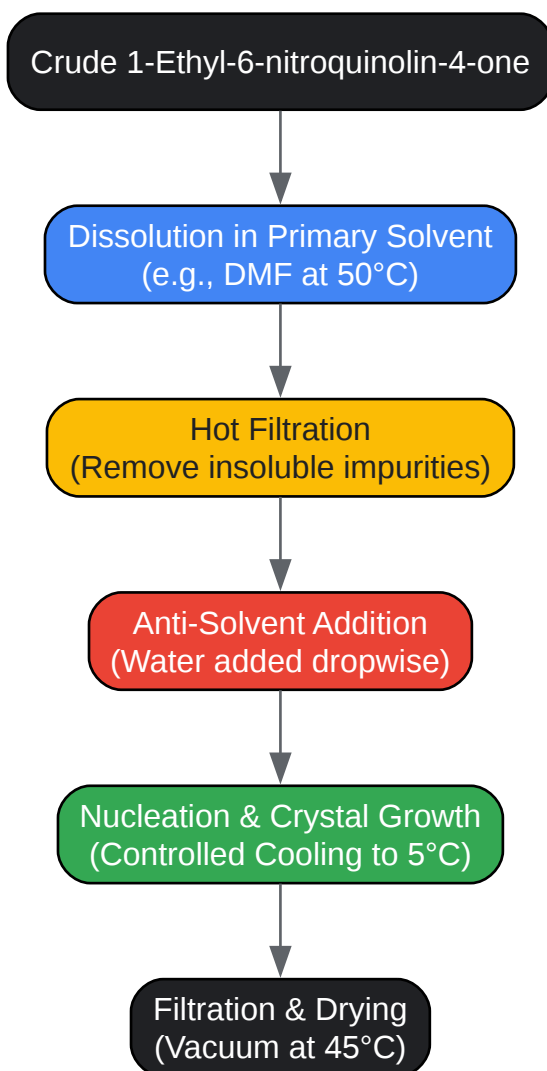 Crude 1-Ethyl-6-nitroquinolin-4-one
Dissolution in Primary Solvent
(e.g., DMF at 50°C)
Hot Filtration
(Remove insoluble impurities)
Anti-Solvent Addition
(Water added dropwise)
Nucleation & Crystal Growth
(Controlled Cooling to 5°C)
Filtration & Drying
(Vacuum at 45°C)